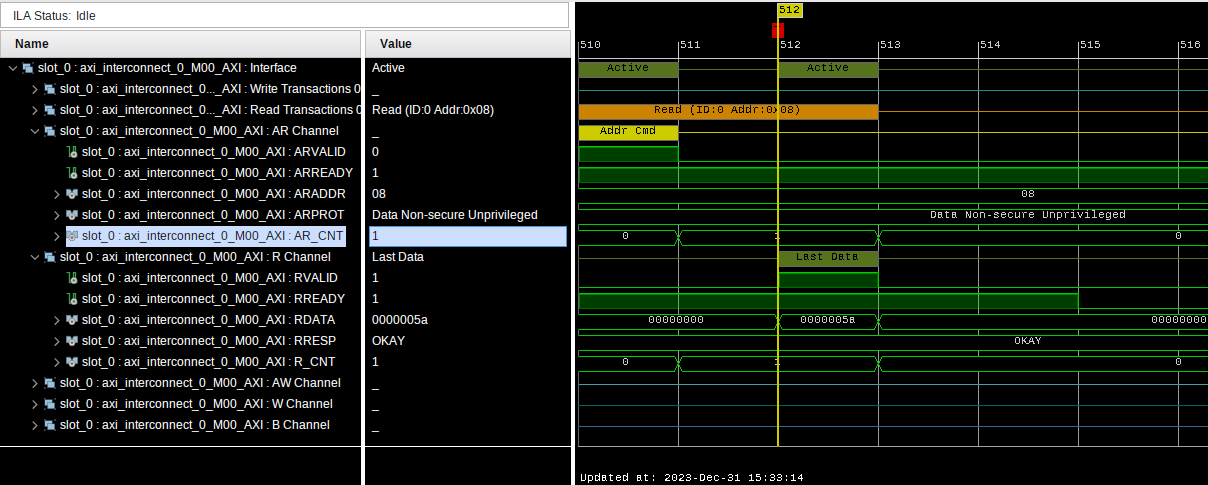 ILA Status: Idle
512
Name Value
510 511 512 513 514 515 516
slot_0 : axi_interconnect_0_M00_AXI : Interface Active Active Active
slot_0 : axi_interconnect_0..._AXI : Write Transactions 0 _
slot_0 : axi_interconnect_0..._AXI : Read Transactions 0 Read (ID:0 Addr:0x08) Read (ID:0 Addr:0x08)
slot_0 : axi_interconnect_0_M00_AXI : AR Channel _ Addr Cmd
slot_0 : axi_interconnect_0_M00_AXI : ARVALID 0
slot_0 : axi_interconnect_0_M00_AXI : ARREADY 1
slot_0 : axi_interconnect_0_M00_AXI : ARADDR 08 08
slot_0 : axi_interconnect_0_M00_AXI : ARPROT Data Non-secure Unprivileged Data Non-secure Unprivileged
slot_0 : axi_interconnect_0_M00_AXI : AR_CNT 1 0 1 0
slot_0 : axi_interconnect_0_M00_AXI : R Channel Last Data Last Data
slot_0 : axi_interconnect_0_M00_AXI : RVALID 1
slot_0 : axi_interconnect_0_M00_AXI : RREADY 1
slot_0 : axi_interconnect_0_M00_AXI : RDATA 0000005a 00000000 0000005a 00000000
slot_0 : axi_interconnect_0_M00_AXI : RRESP OKAY OKAY
slot_0 : axi_interconnect_0_M00_AXI : R_CNT 1 0 1 0
slot_0 : axi_interconnect_0_M00_AXI : AW Channel _
slot_0 : axi_interconnect_0_M00_AXI : W Channel _
slot_0 : axi_interconnect_0_M00_AXI : B Channel _
Updated at: 2023-Dec-31 15:33:14